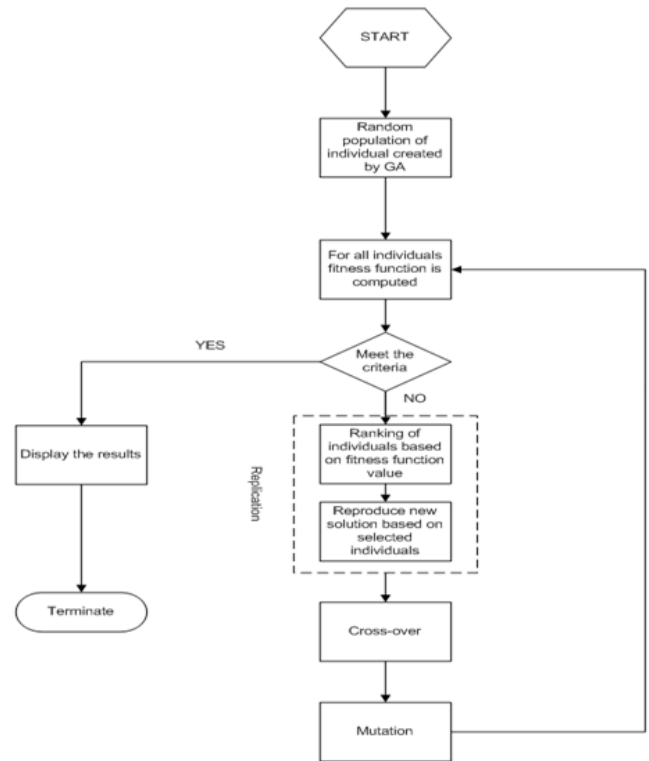 START
Random
population of
individual created
by GA
For all individuals
fitness function is
computed
YES
Meet the
criteria
NO
Display the results
Replication
Ranking of
individuals based
on fitness function
value
Reproduce new
solution based on
selected
individuals
Terminate
Cross-over
Mutation